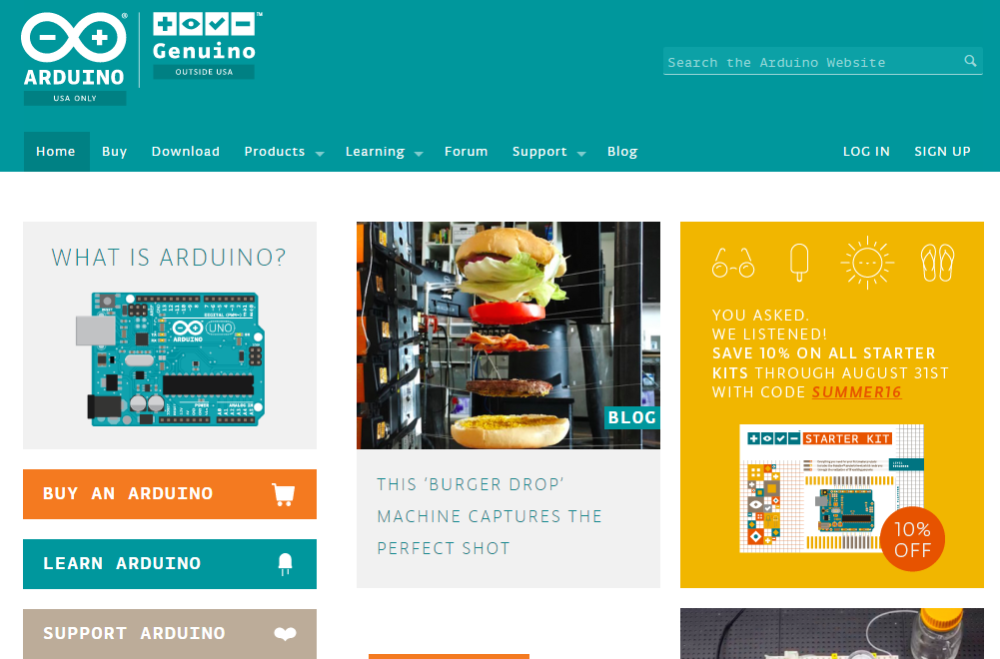 ARDUINO
USA ONLY
Genuino
OUTSIDE USA
Search the Arduino Website
Home Buy Download Products Learning Forum Support Blog
LOG IN SIGN UP
WHAT IS ARDUINO?
UNO
ARDUINO
BUY AN ARDUINO
LEARN ARDUINO
SUPPORT ARDUINO
BLOG
THIS 'BURGER DROP'
MACHINE CAPTURES THE
PERFECT SHOT
YOU ASKED.
WE LISTENED!
SAVE 10% ON ALL STARTER
KITS THROUGH AUGUST 31ST
WITH CODE SUMMER16
STARTER KIT
10%
OFF